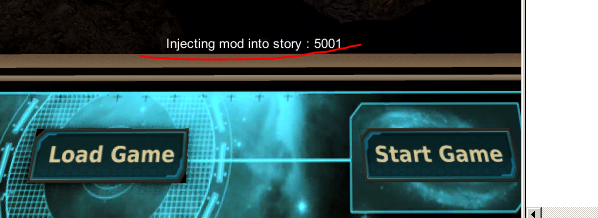 Injecting mod into story : 5001
Load Game
Start Game